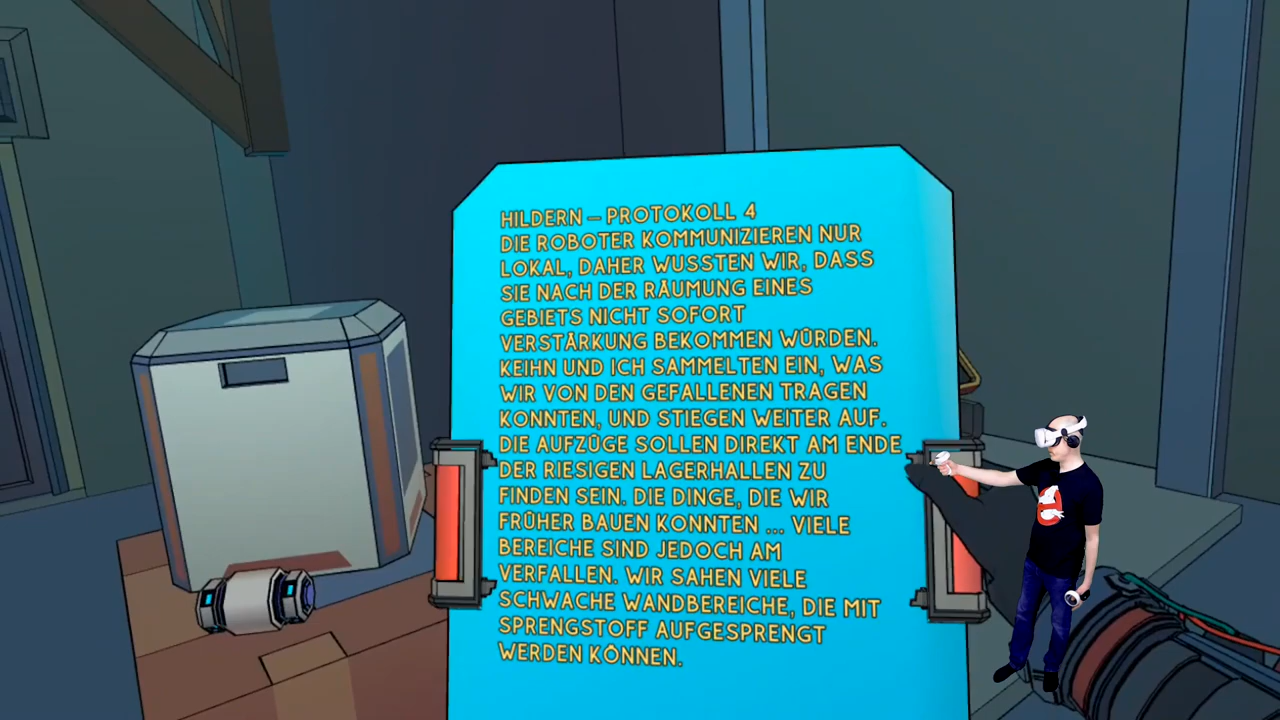 HILDERN – PROTOKOLL 4
DIE ROBOTER KOMMUNIZIEREN NUR
LOKAL, DAHER WUSSTEN WIR, DASS
SIE NACH DER RÄUMUNG EINES
GEBIETS NICHT SOFORT
VERSTÄRKUNG BEKOMMEN WÜRDEN.
KEIHN UND ICH SAMMELTEN EIN, WAS
WIR VON DEN GEFALLENEN TRAGEN
KONNTEN, UND STIEGEN WEITER AUF.
DIE AUFZÜGE SOLLEN DIREKT AM ENDE
DER RIESIGEN LAGERHALLEN ZU
FINDEN SEIN. DIE DINGE, DIE WIR
FRÜHER BAUEN KONNTEN ... VIELE
BEREICHE SIND JEDOCH AM
VERFALLEN. WIR SAHEN VIELE
SCHWACHE WANDBEREICHE, DIE MIT
SPRENGSTOFF AUFGESPRENGT
WERDEN KÖNNEN.